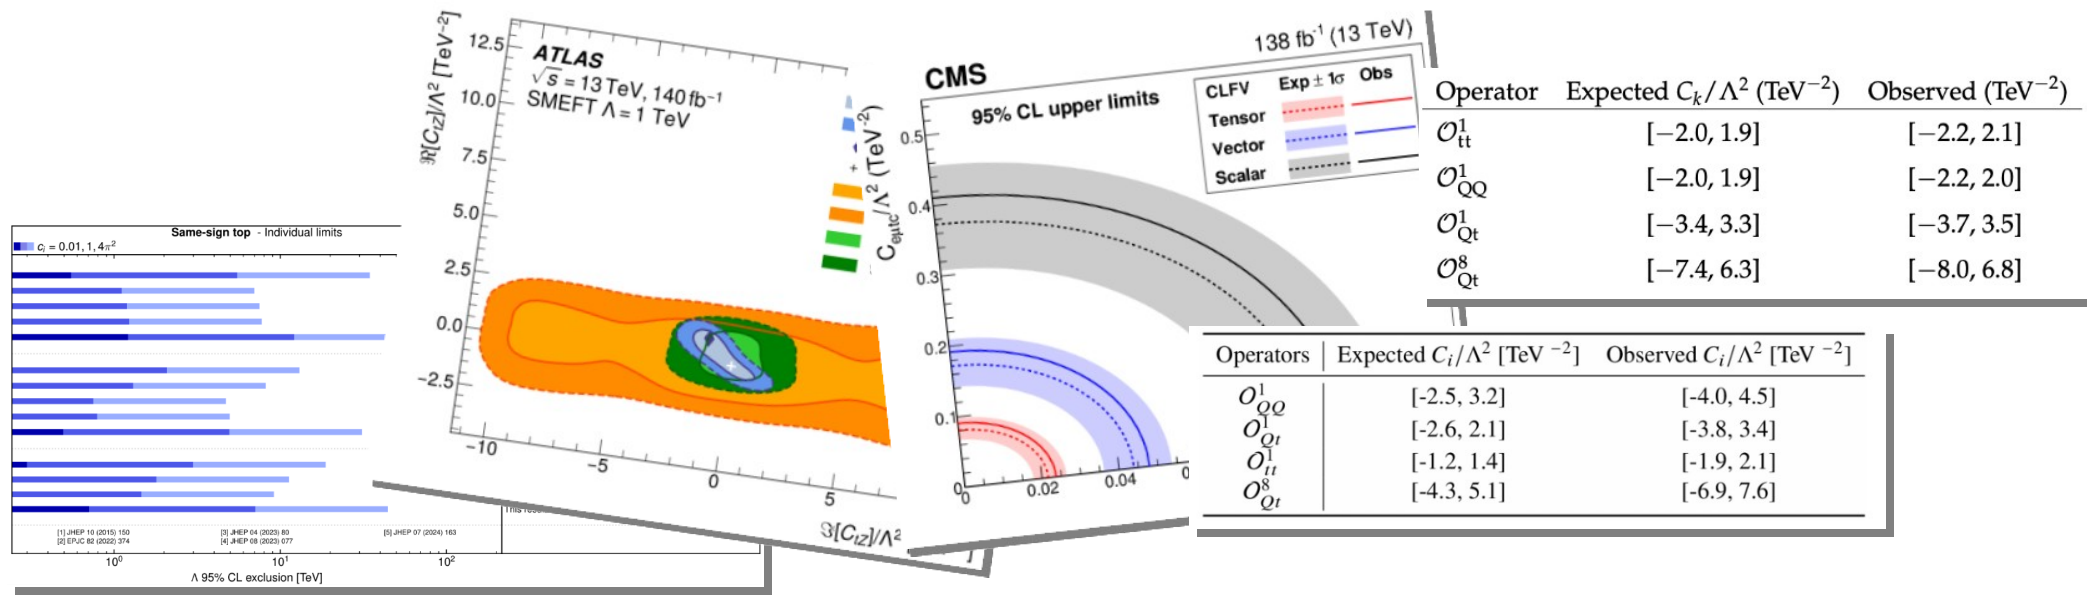 Same-sign top - Individual limits
cᵢ = 0.01, 1, 4π²
[1] JHEP 10 (2015) 150
[2] EPJC 82 (2022) 374
[3] JHEP 04 (2023) 80
[4] JHEP 08 (2023) 077
[5] JHEP 07 (2024) 163
10⁰ 10¹ 10²
Λ 95% CL exclusion [TeV]
ℜ[C_tZ]/Λ² [TeV⁻²]
12.5
10.0
7.5
5.0
2.5
0.0
−2.5
ATLAS
√s = 13 TeV, 140 fb⁻¹
SMEFT Λ = 1 TeV
−10 −5 0 5
ℑ[C_tZ]/Λ²
138 fb⁻¹ (13 TeV)
CMS
95% CL upper limits
CLFV Exp ± 1σ Obs
Tensor
Vector
Scalar
C_eμtc/Λ² (TeV⁻²)
0.5
0.4
0.3
0.2
0.1
0
0 0.02 0.04
Operator Expected C_k/Λ² (TeV⁻²) Observed (TeV⁻²)
O¹_tt [−2.0, 1.9] [−2.2, 2.1]
O¹_QQ [−2.0, 1.9] [−2.2, 2.0]
O¹_Qt [−3.4, 3.3] [−3.7, 3.5]
O⁸_Qt [−7.4, 6.3] [−8.0, 6.8]
Operators Expected C_i/Λ² [TeV ⁻²] Observed C_i/Λ² [TeV ⁻²]
O¹_QQ [-2.5, 3.2] [-4.0, 4.5]
O¹_Qt [-2.6, 2.1] [-3.8, 3.4]
O¹_tt [-1.2, 1.4] [-1.9, 2.1]
O⁸_Qt [-4.3, 5.1] [-6.9, 7.6]